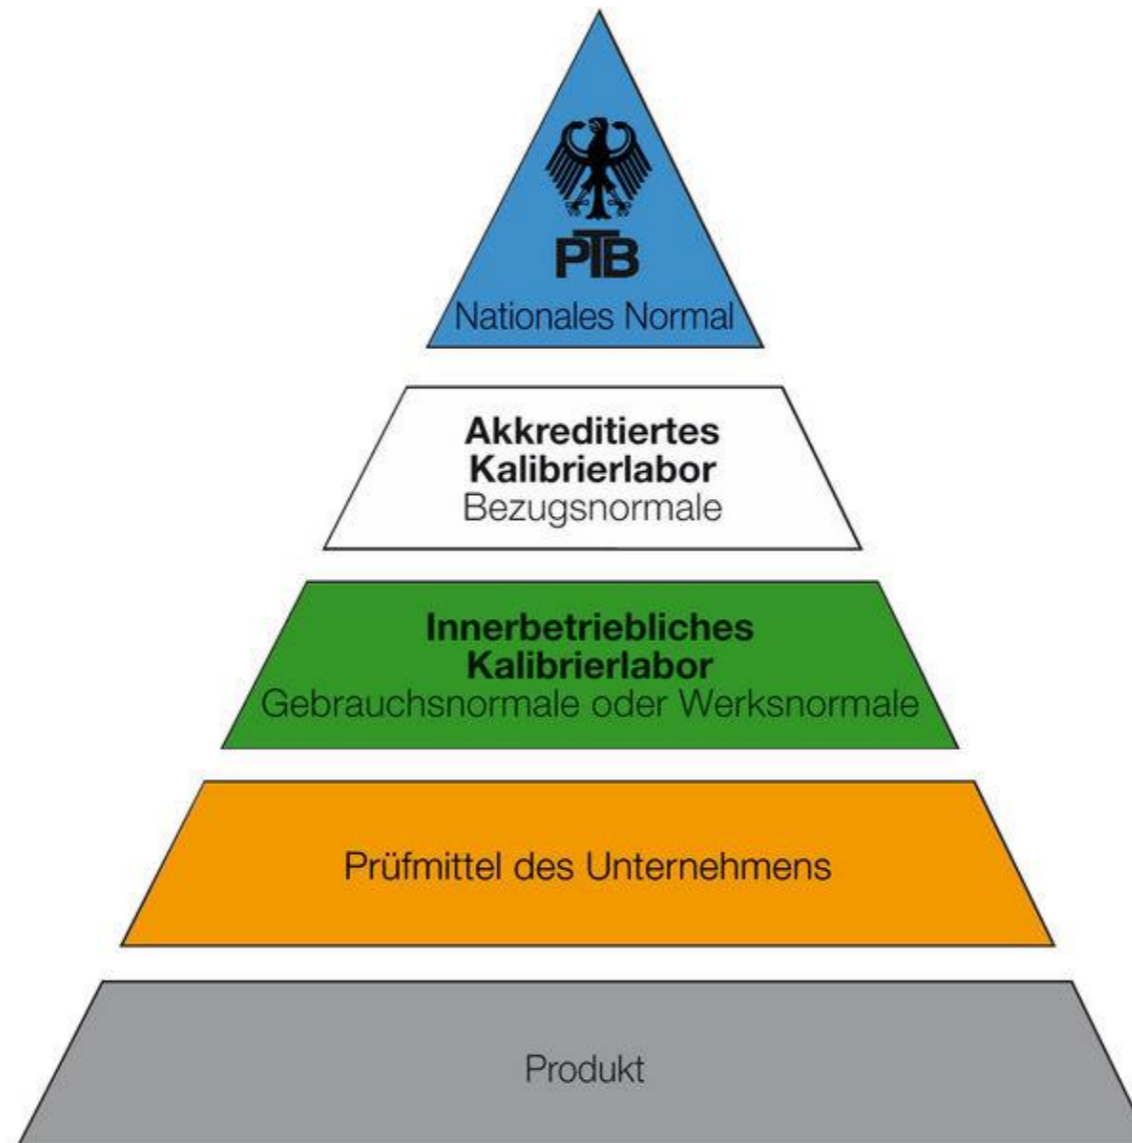 PTB
Nationales Normal
Akkreditiertes
Kalibrierlabor
Bezugsnormale
Innerbetriebliches
Kalibrierlabor
Gebrauchsnormale oder Werksnormale
Prüfmittel des Unternehmens
Produkt